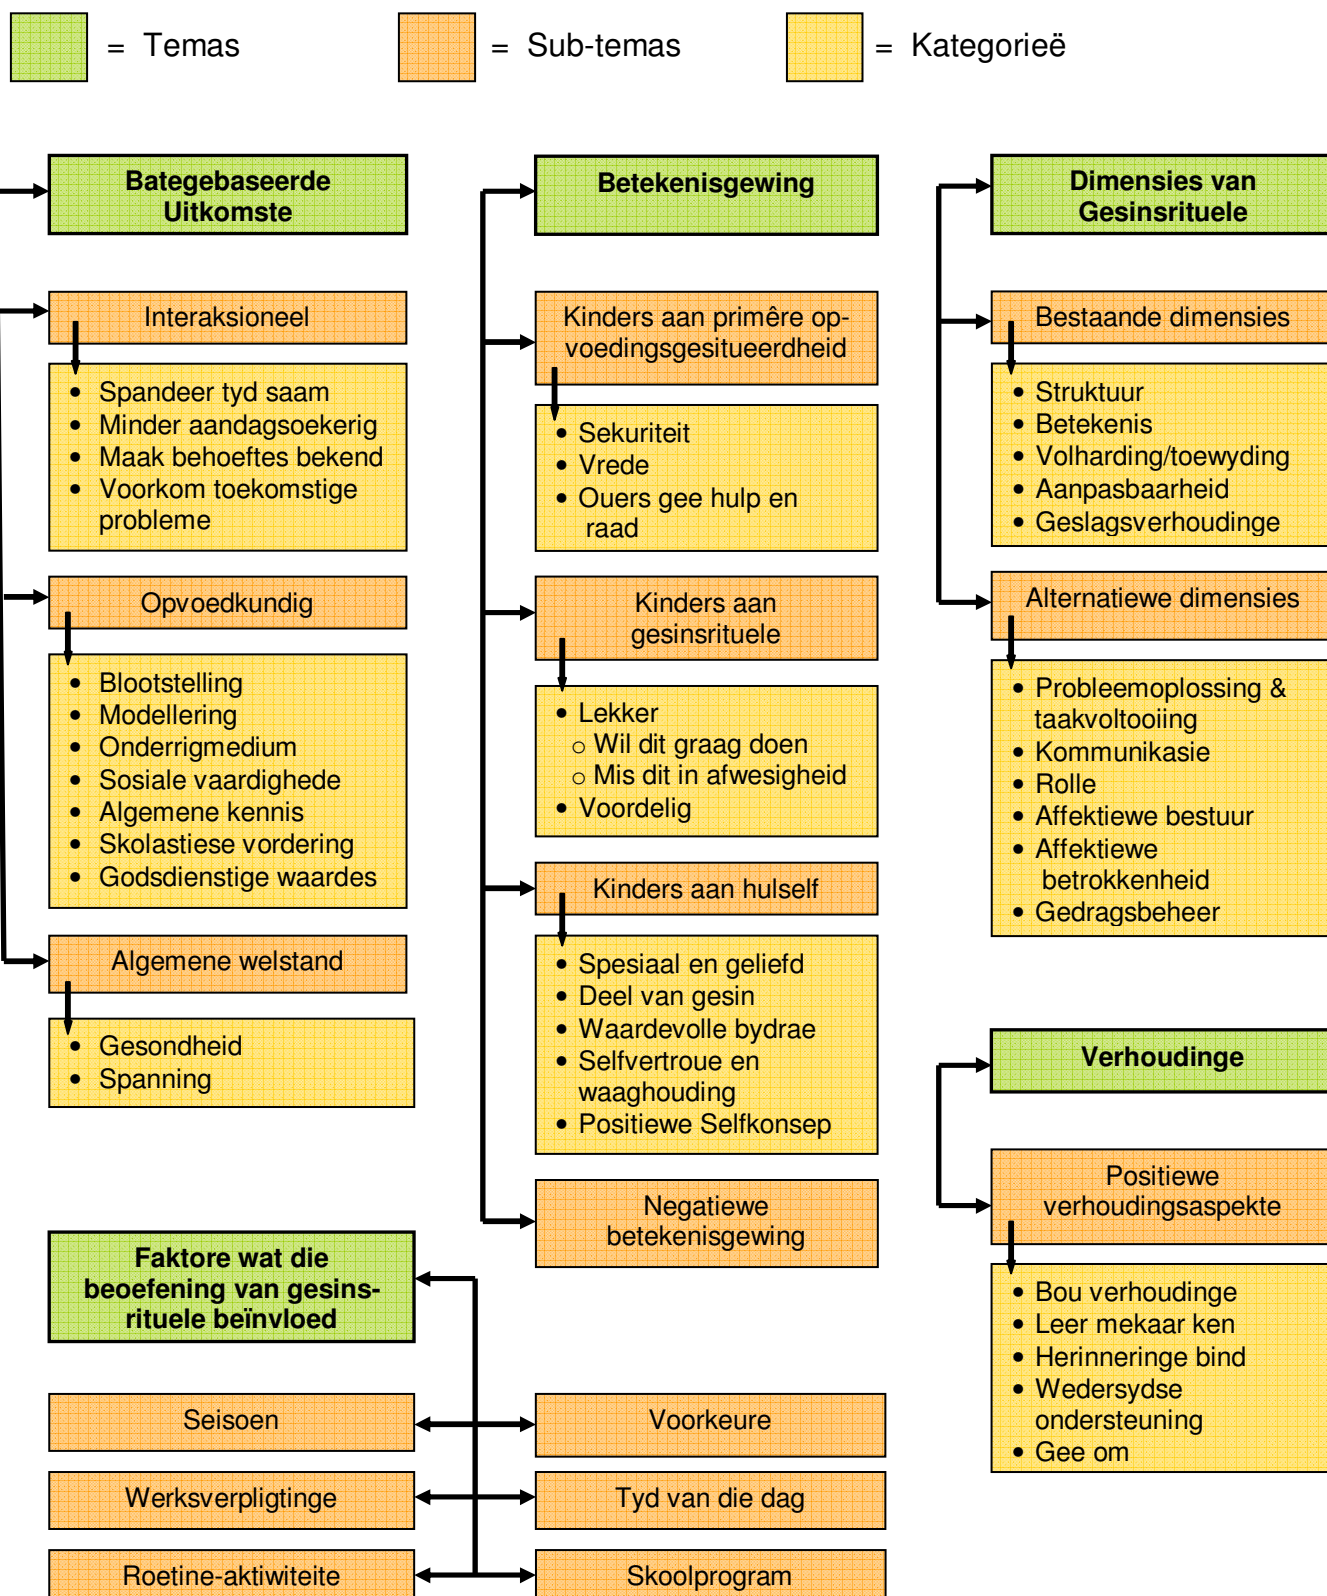 = Temas
= Sub-temas
= Kategorieë
Bategebaseerde
Uitkomste
Interaksioneel
• Spandeer tyd saam
• Minder aandagsoekerig
• Maak behoeftes bekend
• Voorkom toekomstige
probleme
Opvoedkundig
• Blootstelling
• Modellering
• Onderrigmedium
• Sosiale vaardighede
• Algemene kennis
• Skolastiese vordering
• Godsdienstige waardes
Algemene welstand
• Gesondheid
• Spanning
Betekenisgewing
Kinders aan primêre op-
voedingsgesitueerdheid
• Sekuriteit
• Vrede
• Ouers gee hulp en
raad
Kinders aan
gesinsrituele
• Lekker
o Wil dit graag doen
o Mis dit in afwesigheid
• Voordelig
Kinders aan hulself
• Spesiaal en geliefd
• Deel van gesin
• Waardevolle bydrae
• Selfvertroue en
waaghouding
• Positiewe Selfkonsep
Negatiewe
betekenisgewing
Dimensies van
Gesinsrituele
Bestaande dimensies
• Struktuur
• Betekenis
• Volharding/toewyding
• Aanpasbaarheid
• Geslagsverhoudinge
Alternatiewe dimensies
• Probleemoplossing &
taakvoltooiing
• Kommunikasie
• Rolle
• Affektiewe bestuur
• Affektiewe
betrokkenheid
• Gedragsbeheer
Verhoudinge
Positiewe
verhoudingsaspekte
• Bou verhoudinge
• Leer mekaar ken
• Herinneringe bind
• Wedersydse
ondersteuning
• Gee om
Faktore wat die
beoefening van gesins-
rituele beïnvloed
Seisoen
Voorkeure
Werksverpligtinge
Tyd van die dag
Roetine-aktiwiteite
Skoolprogram